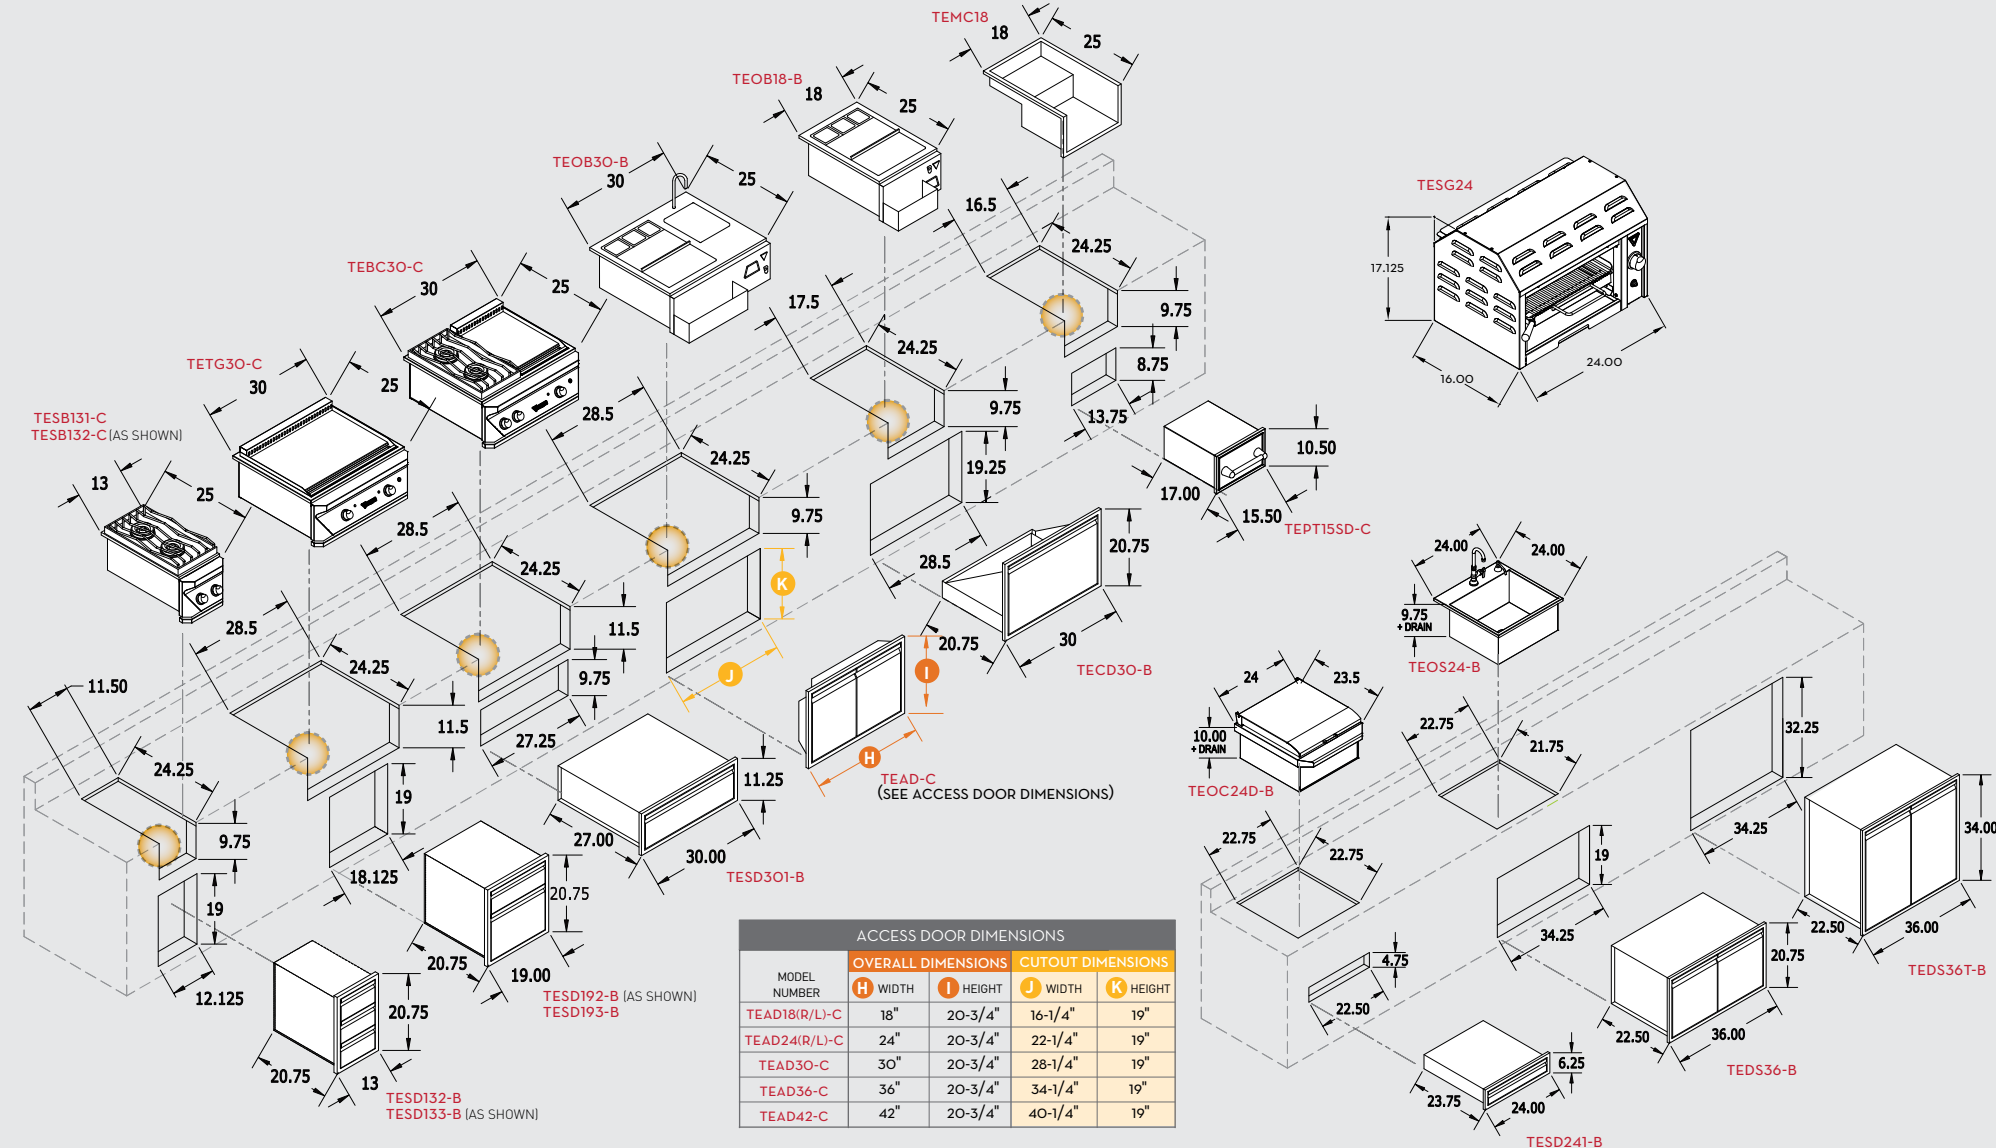 TEMC18
18
25
TEOB18-B
18
25
TEOB30-B
30
25
TEBC30-C
30
25
TETG30-C
30
25
TESB131-C
TESB132-C (AS SHOWN)
13
25
TESG24
17.125
16.00
24.00
16.5
24.25
9.75
8.75
13.75
17.5
24.25
9.75
19.25
28.5
28.5
24.25
9.75
K
J
28.5
24.25
11.5
9.75
27.25
28.5
24.25
11.5
19
18.125
11.50
24.25
9.75
19
12.125
10.50
17.00
15.50
TEPT15SD-C
20.75
20.75
30
TECD30-B
I
H
TEAD-C
(SEE ACCESS DOOR DIMENSIONS)
11.25
27.00
30.00
TESD301-B
20.75
20.75
19.00
TESD192-B (AS SHOWN)
TESD193-B
20.75
20.75
13
TESD132-B
TESD133-B (AS SHOWN)
24.00
24.00
9.75
+ DRAIN
TEOS24-B
24
23.5
10.00
+ DRAIN
TEOC24D-B
22.75
21.75
32.25
34.25
22.75
22.75
19
34.25
4.75
22.50
34.00
22.50
36.00
TEDS36T-B
20.75
22.50
36.00
TEDS36-B
6.25
23.75
24.00
TESD241-B
ACCESS DOOR DIMENSIONS
OVERALL DIMENSIONS CUTOUT DIMENSIONS
MODEL NUMBER H WIDTH I HEIGHT J WIDTH K HEIGHT
TEAD18(R/L)-C 18" 20-3/4" 16-1/4" 19"
TEAD24(R/L)-C 24" 20-3/4" 22-1/4" 19"
TEAD30-C 30" 20-3/4" 28-1/4" 19"
TEAD36-C 36" 20-3/4" 34-1/4" 19"
TEAD42-C 42" 20-3/4" 40-1/4" 19"